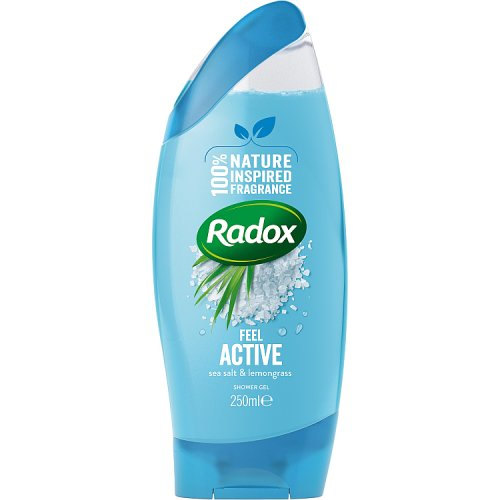 100% NATURE
INSPIRED
FRAGRANCE
Radox
FEEL
ACTIVE
sea salt & lemongrass
SHOWER GEL
250ml℮